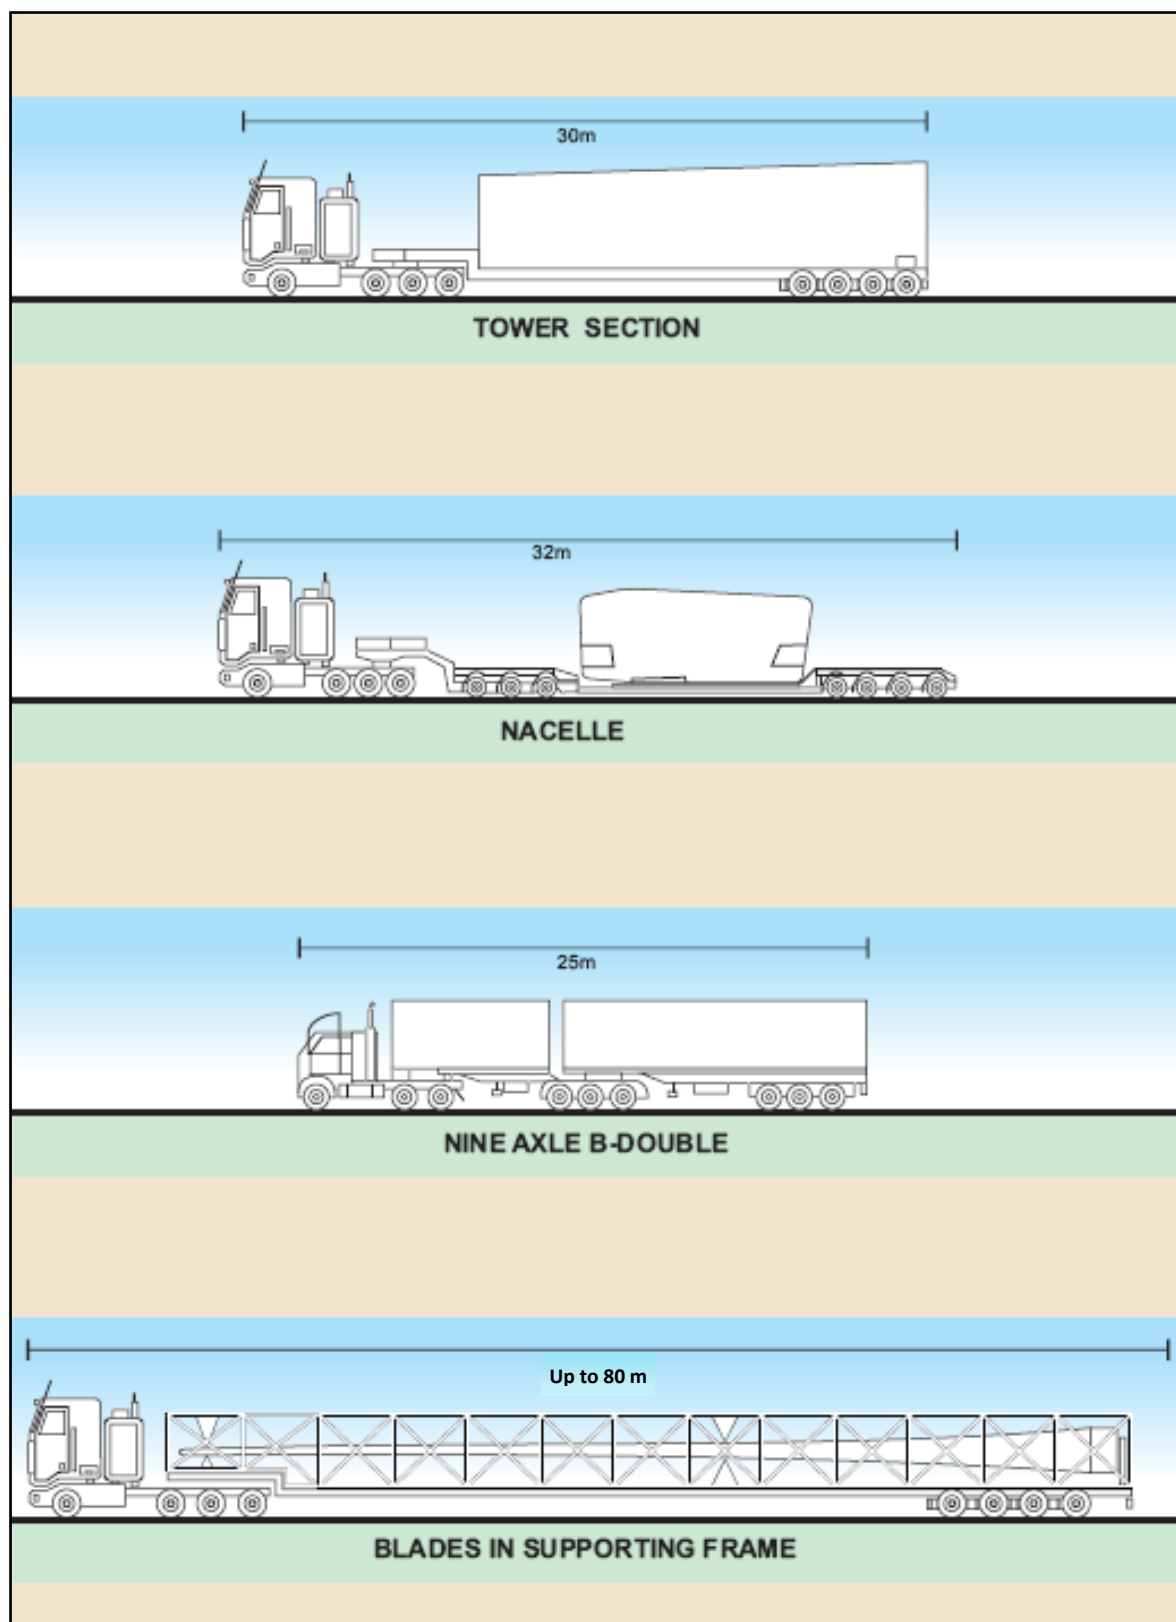 30m
TOWER SECTION
32m
NACELLE
25m
NINE AXLE B-DOUBLE
Up to 80 m
BLADES IN SUPPORTING FRAME